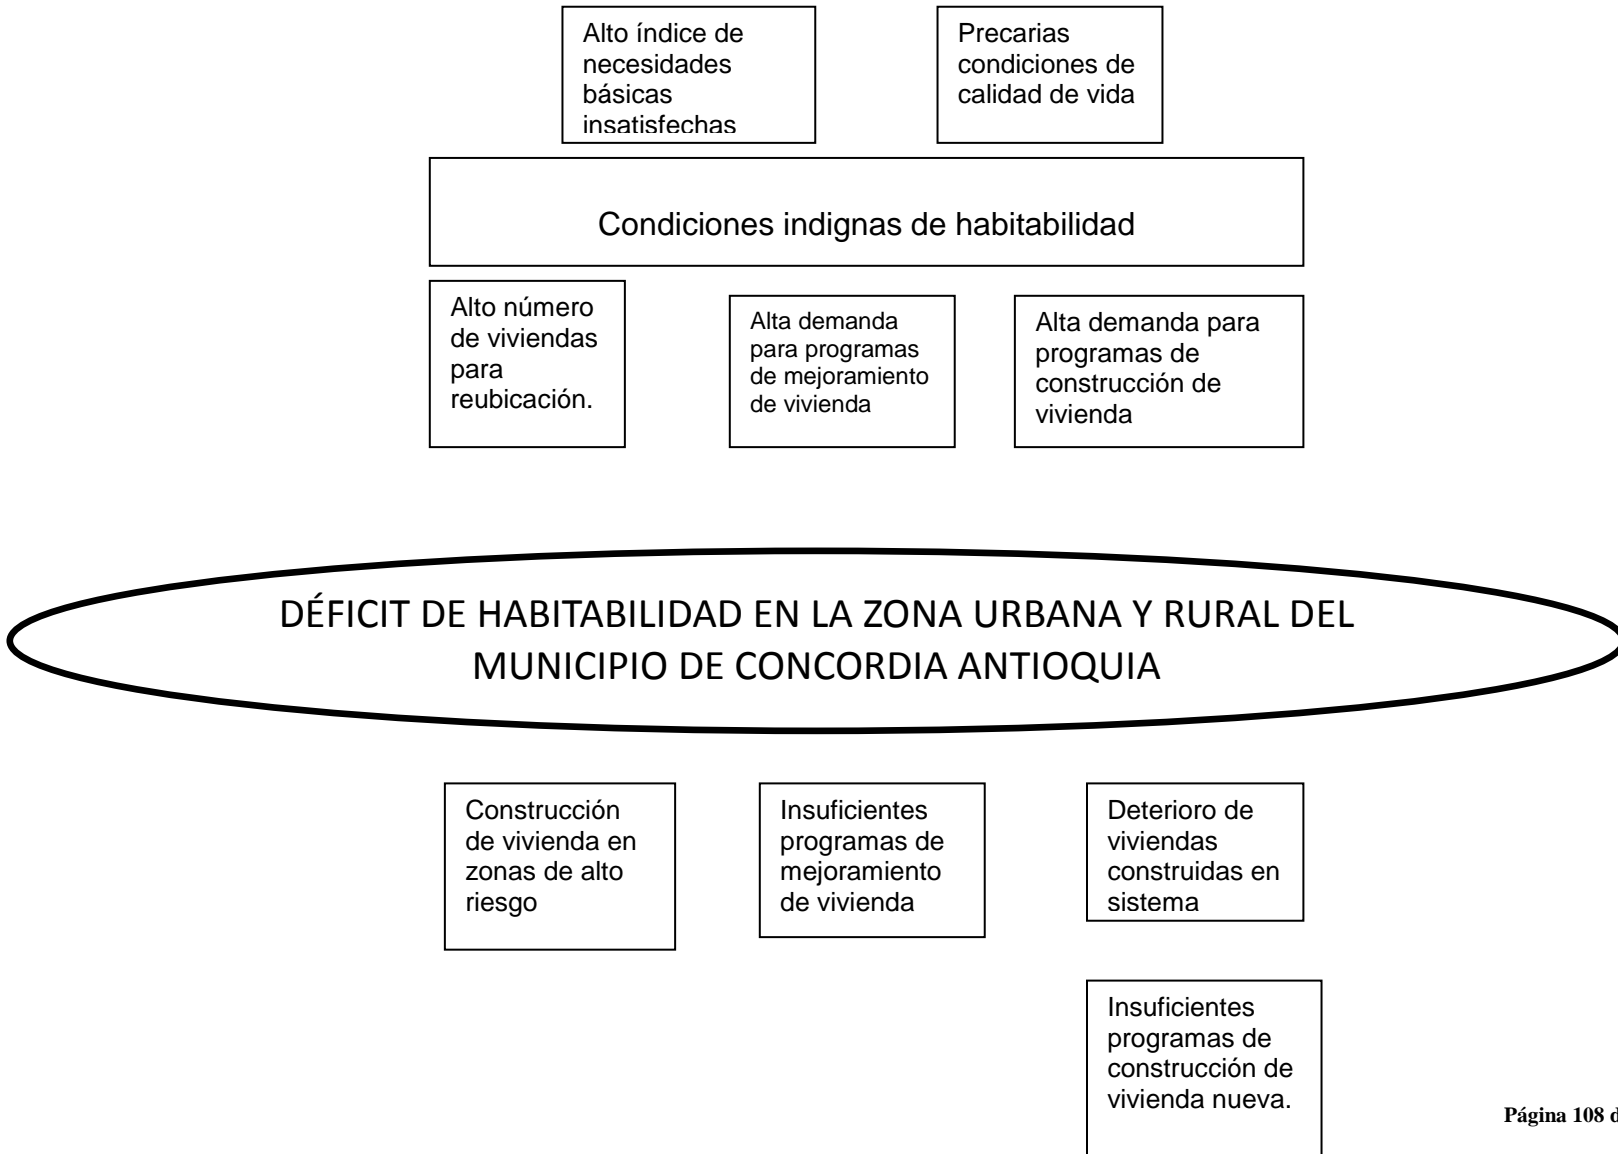 Alto índice de
necesidades
básicas
insatisfechas
Precarias
condiciones de
calidad de vida
Condiciones indignas de habitabilidad
Alto número
de viviendas
para
reubicación.
Alta demanda
para programas
de mejoramiento
de vivienda
Alta demanda para
programas de
construcción de
vivienda
DÉFICIT DE HABITABILIDAD EN LA ZONA URBANA Y RURAL DEL
MUNICIPIO DE CONCORDIA ANTIOQUIA
Construcción
de vivienda en
zonas de alto
riesgo
Insuficientes
programas de
mejoramiento
de vivienda
Deterioro de
viviendas
construidas en
sistema
Insuficientes
programas de
construcción de
vivienda nueva.
Página 108 d